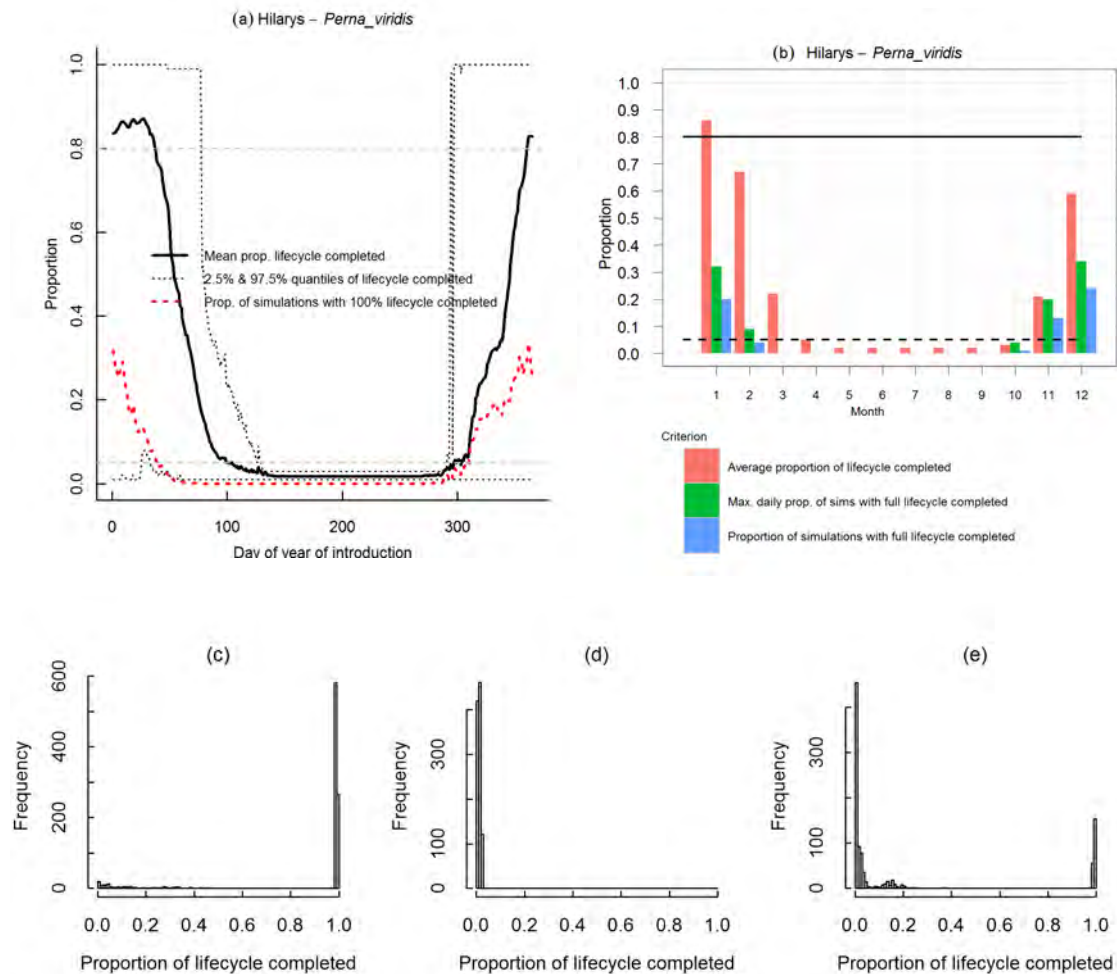 (a) Hilarys – Perna_viridis
1.0
0.8
0.6
0.4
0.2
0.0
Proportion
Mean prop. lifecycle completed
2.5% & 97.5% quantiles of lifecycle completed
Prop. of simulations with 100% lifecycle completed
0 100 200 300
Day of year of introduction
(b) Hilarys – Perna_viridis
1.0
0.9
0.8
0.7
0.6
0.5
0.4
0.3
0.2
0.1
0.0
Proportion
1 2 3 4 5 6 7 8 9 10 11 12
Month
Criterion
Average proportion of lifecycle completed
Max. daily prop. of sims with full lifecycle completed
Proportion of simulations with full lifecycle completed
(c)
600
400
200
0
Frequency
0.0 0.2 0.4 0.6 0.8 1.0
Proportion of lifecycle completed
(d)
300
100
0
Frequency
0.0 0.2 0.4 0.6 0.8 1.0
Proportion of lifecycle completed
(e)
300
100
0
Frequency
0.0 0.2 0.4 0.6 0.8 1.0
Proportion of lifecycle completed